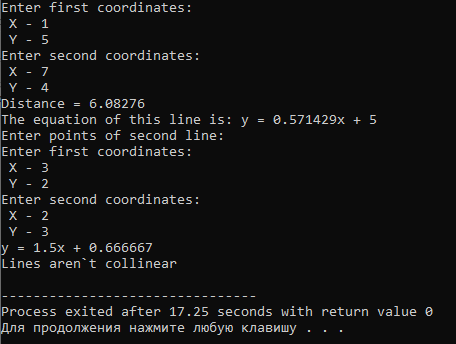 Enter first coordinates:
X - 1
Y - 5
Enter second coordinates:
X - 7
Y - 4
Distance = 6.08276
The equation of this line is: y = 0.571429x + 5
Enter points of second line:
Enter first coordinates:
X - 3
Y - 2
Enter second coordinates:
X - 2
Y - 3
y = 1.5x + 0.666667
Lines aren`t collinear
--------------------------------
Process exited after 17.25 seconds with return value 0
Для продолжения нажмите любую клавишу . . .